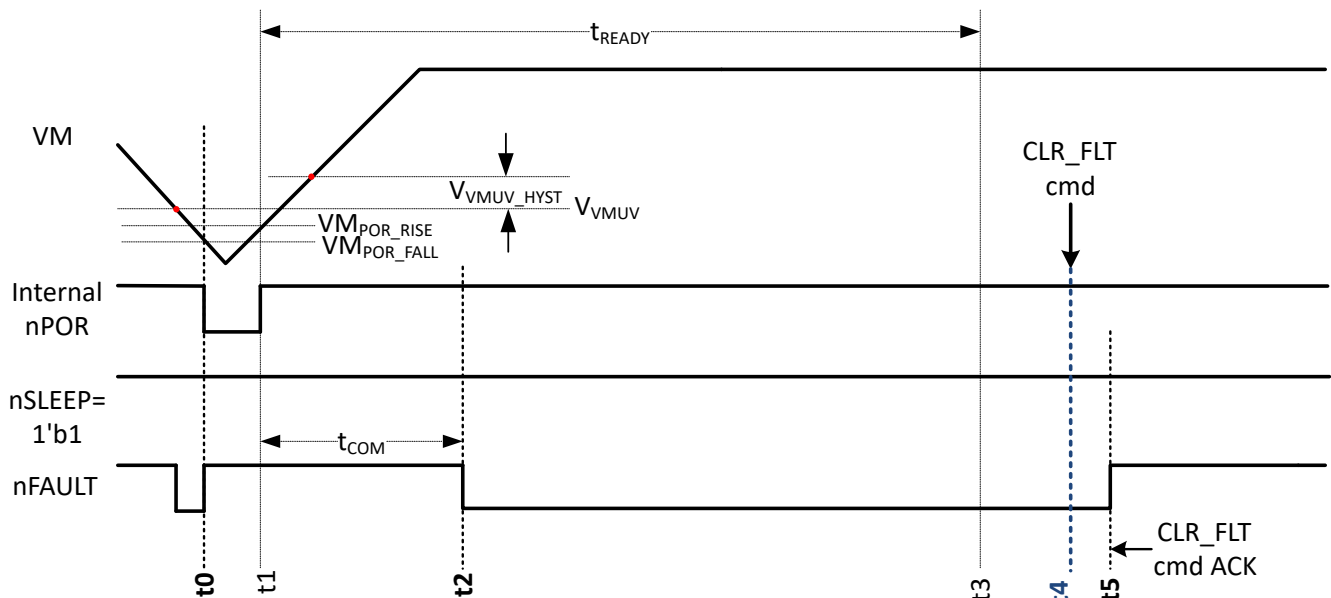 tREADY
VM
CLR_FLT
cmd
VVMUV_HYST
VVMUV
VMPOR_RISE
VMPOR_FALL
Internal
nPOR
nSLEEP=
1'b1
tCOM
nFAULT
CLR_FLT
cmd ACK
t0
t1
t2
t3
t4
t5